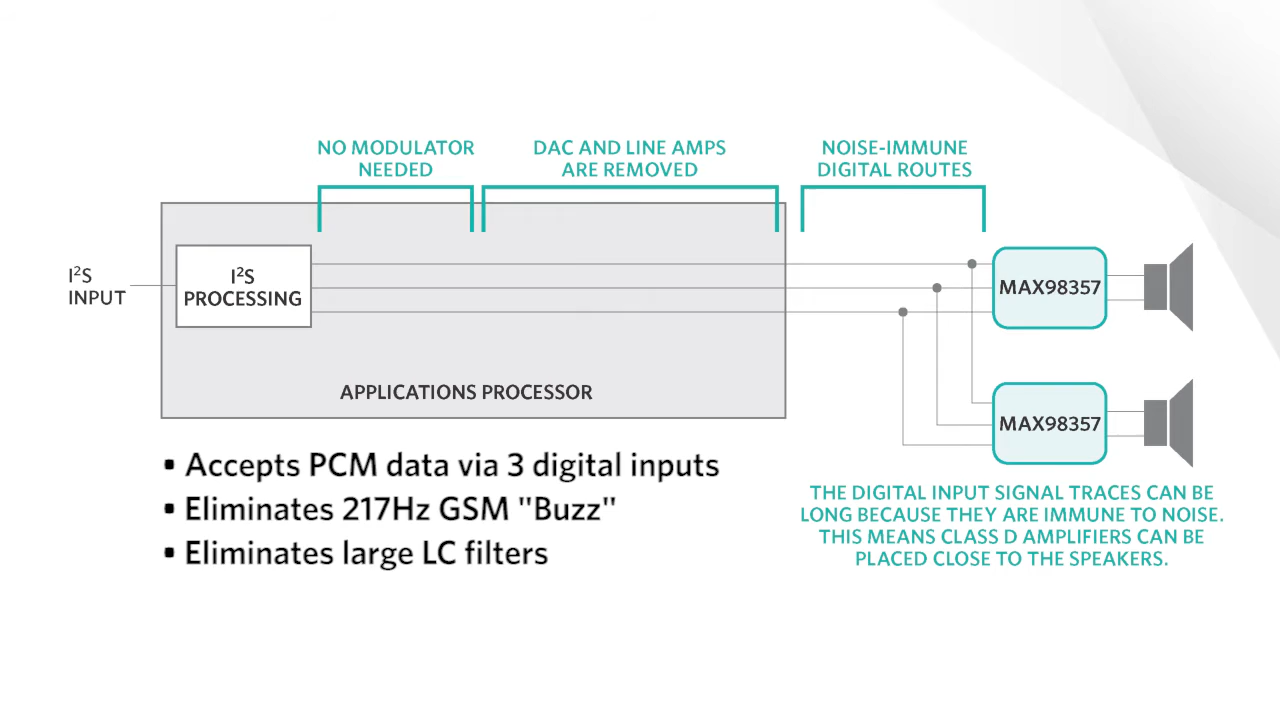 NO MODULATOR
NEEDED
DAC AND LINE AMPS
ARE REMOVED
NOISE-IMMUNE
DIGITAL ROUTES
I²S
INPUT
I²S
PROCESSING
MAX98357
APPLICATIONS PROCESSOR
MAX98357
▪ Accepts PCM data via 3 digital inputs
▪ Eliminates 217Hz GSM "Buzz"
▪ Eliminates large LC filters
THE DIGITAL INPUT SIGNAL TRACES CAN BE
LONG BECAUSE THEY ARE IMMUNE TO NOISE.
THIS MEANS CLASS D AMPLIFIERS CAN BE
PLACED CLOSE TO THE SPEAKERS.